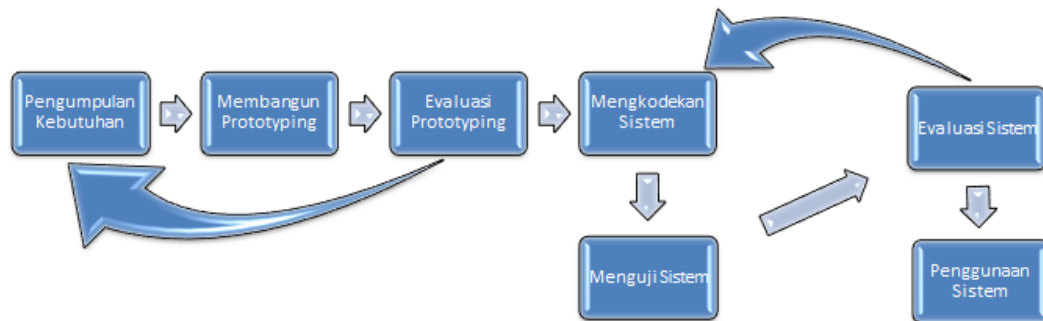 Pengumpulan
Kebutuhan
Membangun
Prototyping
Evaluasi
Prototyping
Mengkodekan
Sistem
Evaluasi Sistem
Menguji Sistem
Penggunaan
Sistem